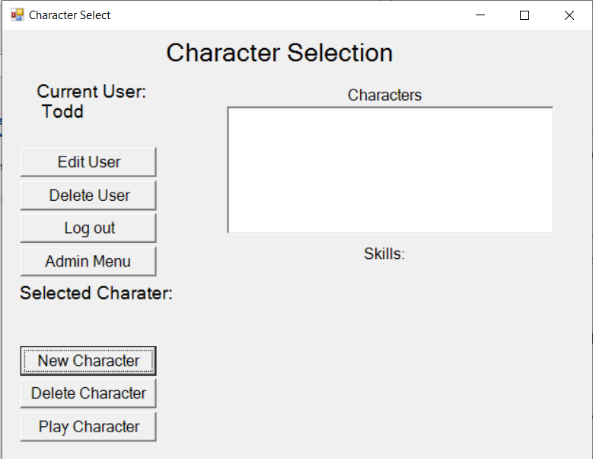 Character Select
Character Selection
Current User:
Todd
Edit User
Delete User
Log out
Admin Menu
Selected Charater:
New Character
Delete Character
Play Character
Characters
Skills: